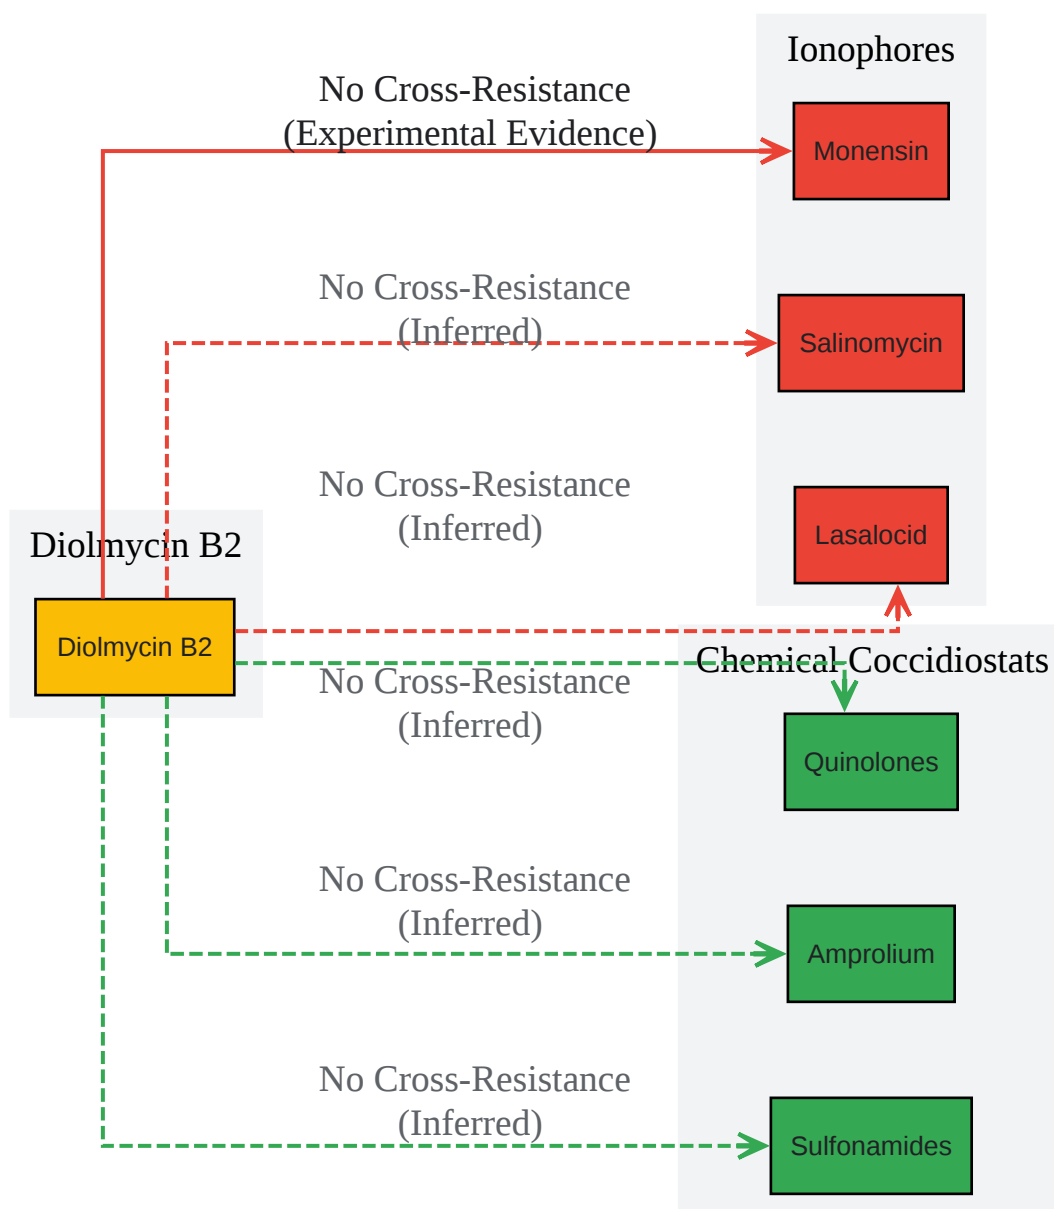 Ionophores
No Cross-Resistance
(Experimental Evidence)
Monensin
No Cross-Resistance
(Inferred)
Salinomycin
No Cross-Resistance
(Inferred)
Lasalocid
Diolmycin B2
Diolmycin B2
Chemical Coccidiostats
No Cross-Resistance
(Inferred)
Quinolones
No Cross-Resistance
(Inferred)
Amprolium
No Cross-Resistance
(Inferred)
Sulfonamides